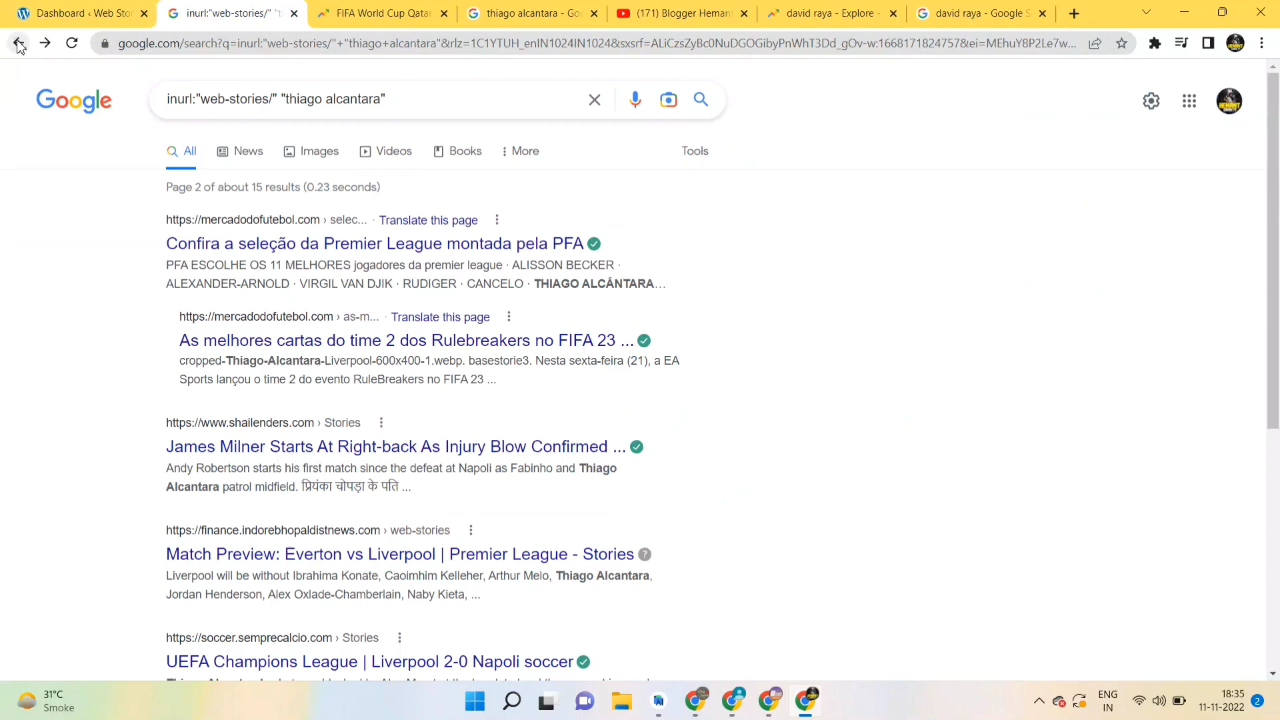 Dashboard ‹ Web Sto
inurl:"web-stories/" "t
FIFA World Cup Qatar
thiago alcantara - Goo
(171) Blogger Heman
david raya - Explore -
david raya - Google S
google.com/search?q=inurl:"web-stories/"+"thiago+alcantara"&rlz=1C1YTUH_enIN1024IN1024&sxsrf=ALiCzsZyBc0NuDGOGibyPnWhT3Dd_gOv-w:1668171824757&ei=MEhuY8P2Le7w...
Google
inurl:"web-stories/" "thiago alcantara"
All News Images Videos Books More Tools
Page 2 of about 15 results (0.23 seconds)
https://mercadodofutebol.com › selec... · Translate this page
Confira a seleção da Premier League montada pela PFA
PFA ESCOLHE OS 11 MELHORES jogadores da premier league · ALISSON BECKER ·
ALEXANDER-ARNOLD · VIRGIL VAN DJIK · RUDIGER · CANCELO · THIAGO ALCÂNTARA...
https://mercadodofutebol.com › as-m... · Translate this page
As melhores cartas do time 2 dos Rulebreakers no FIFA 23 ...
cropped-Thiago-Alcantara-Liverpool-600x400-1.webp. basestorie3. Nesta sexta-feira (21), a EA
Sports lançou o time 2 do evento RuleBreakers no FIFA 23 ...
https://www.shailenders.com › Stories
James Milner Starts At Right-back As Injury Blow Confirmed ...
Andy Robertson starts his first match since the defeat at Napoli as Fabinho and Thiago
Alcantara patrol midfield. प्रियंका चोपड़ा के पति ...
https://finance.indorebhopaldistnews.com › web-stories
Match Preview: Everton vs Liverpool | Premier League - Stories
Liverpool will be without Ibrahima Konate, Caoimhim Kelleher, Arthur Melo, Thiago Alcantara,
Jordan Henderson, Alex Oxlade-Chamberlain, Naby Kieta, ...
https://soccer.semprecalcio.com › Stories
UEFA Champions League | Liverpool 2-0 Napoli soccer
31°C
Smoke
ENG
IN
18:35
11-11-2022
2